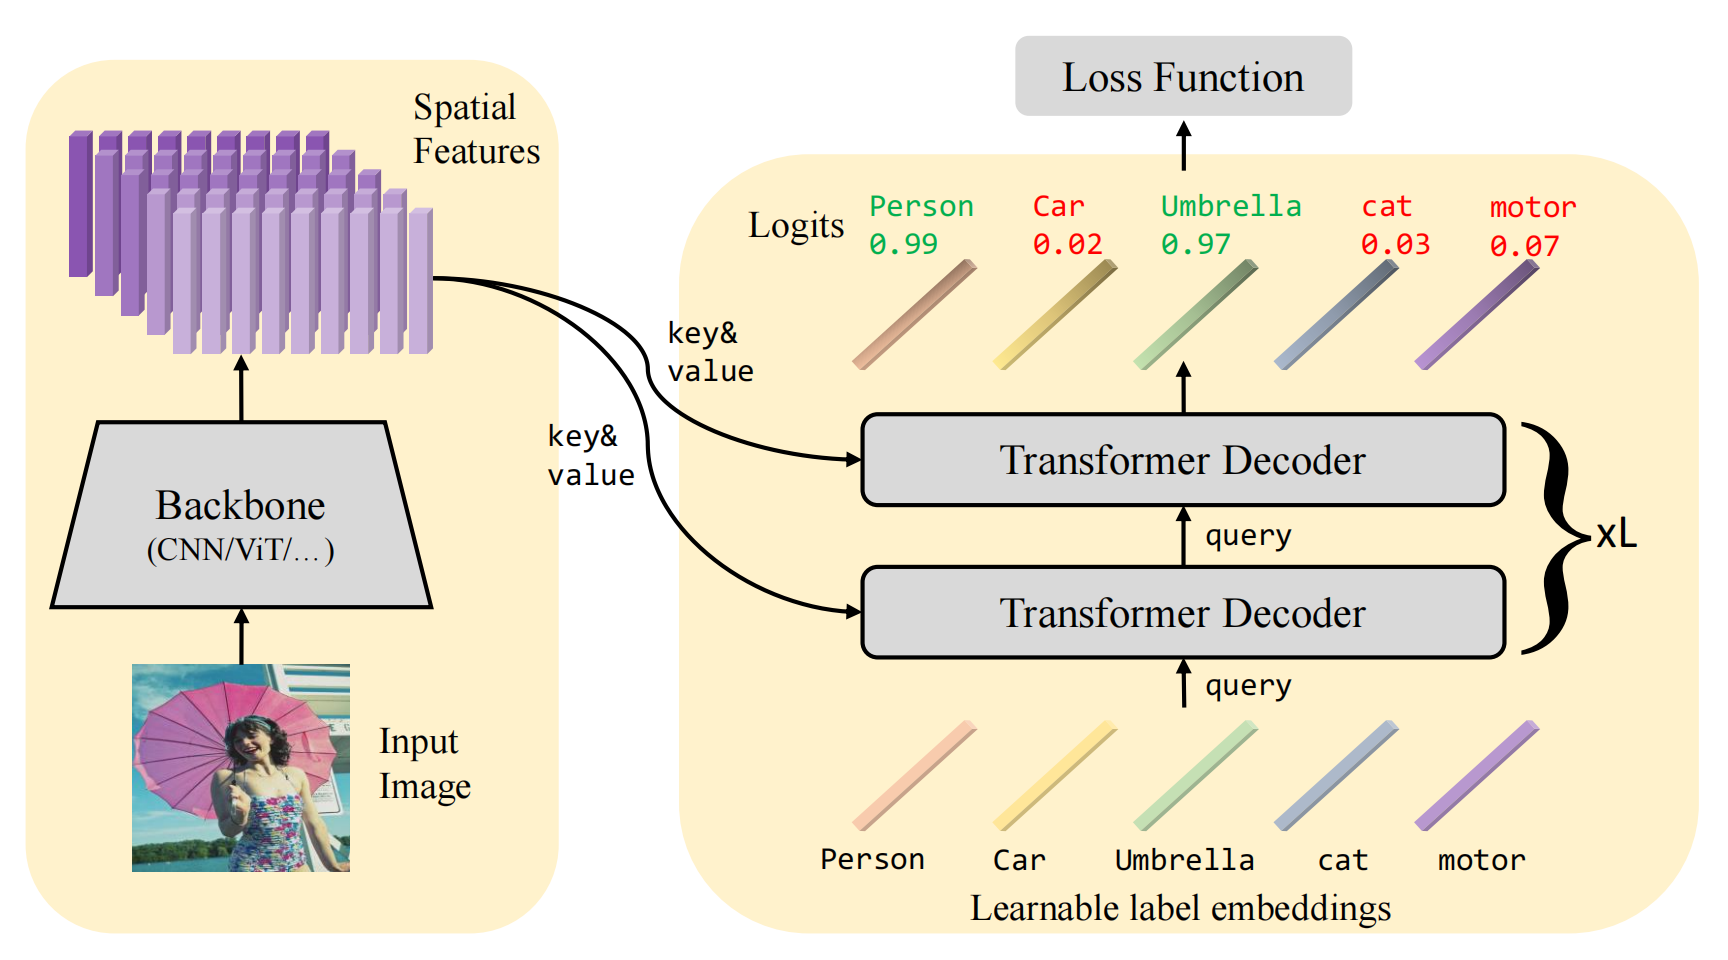 Spatial
Features
Backbone
(CNN/ViT/...)
Input
Image
key&
value
key&
value
Loss Function
Logits
Person
0.99
Car
0.02
Umbrella
0.97
cat
0.03
motor
0.07
Transformer Decoder
query
Transformer Decoder
xL
query
Person
Car
Umbrella
cat
motor
Learnable label embeddings